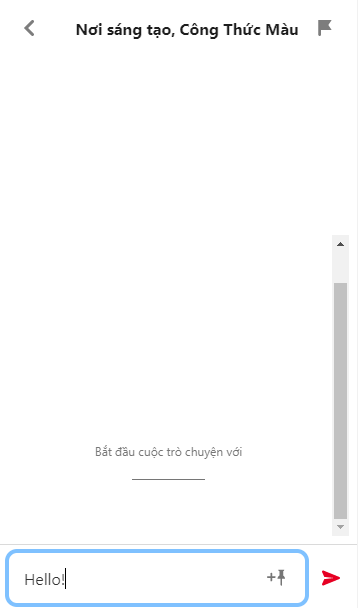 Nơi sáng tạo, Công Thức Màu
Bắt đầu cuộc trò chuyện với
Hello!